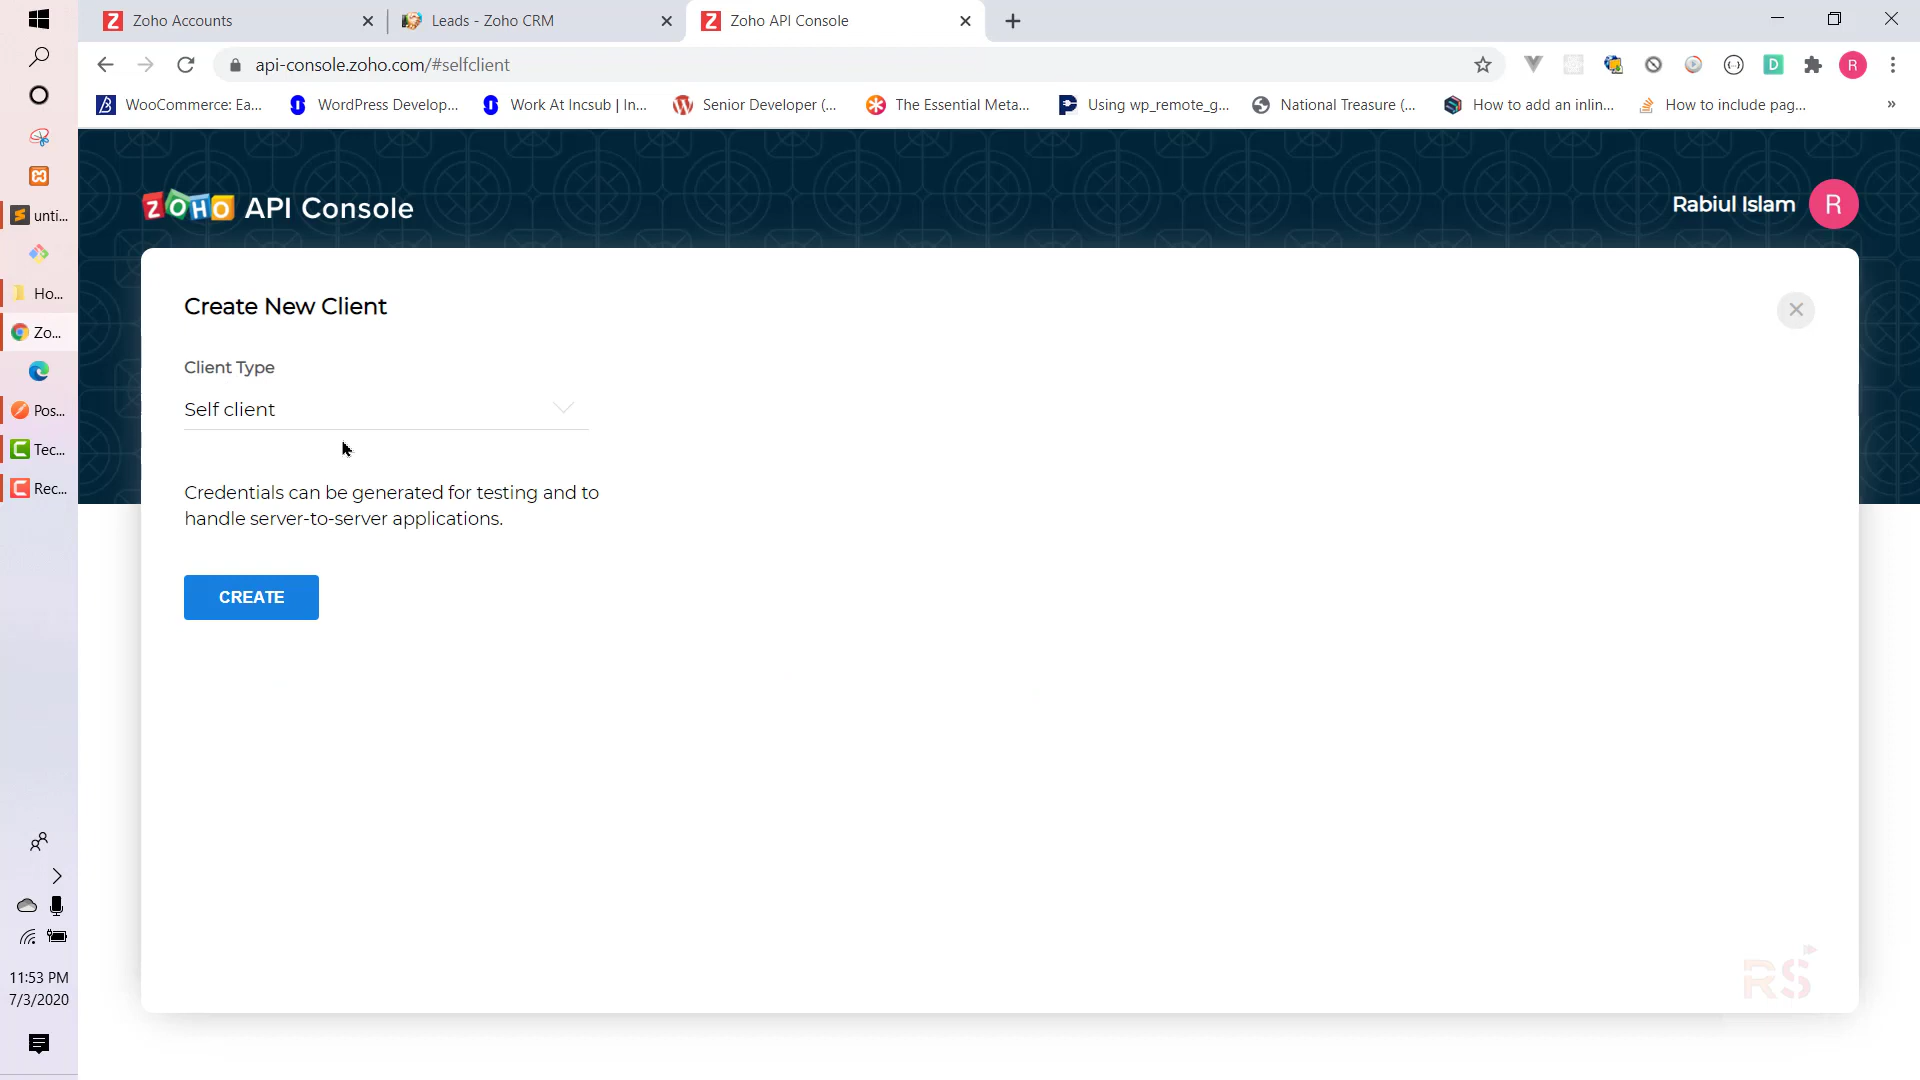 Zoho Accounts
Leads - Zoho CRM
Zoho API Console
api-console.zoho.com/#selfclient
R
WooCommerce: Ea...
WordPress Develop...
Work At Incsub | In...
Senior Developer (...
The Essential Meta...
Using wp_remote_g...
National Treasure (...
How to add an inlin...
How to include pag...
»
unti...
Ho...
Zo...
Pos...
Tec...
Rec...
11:53 PM
7/3/2020
ZOHO API Console
Rabiul Islam
R
Create New Client
Client Type
Self client
Credentials can be generated for testing and to
handle server-to-server applications.
CREATE
RS